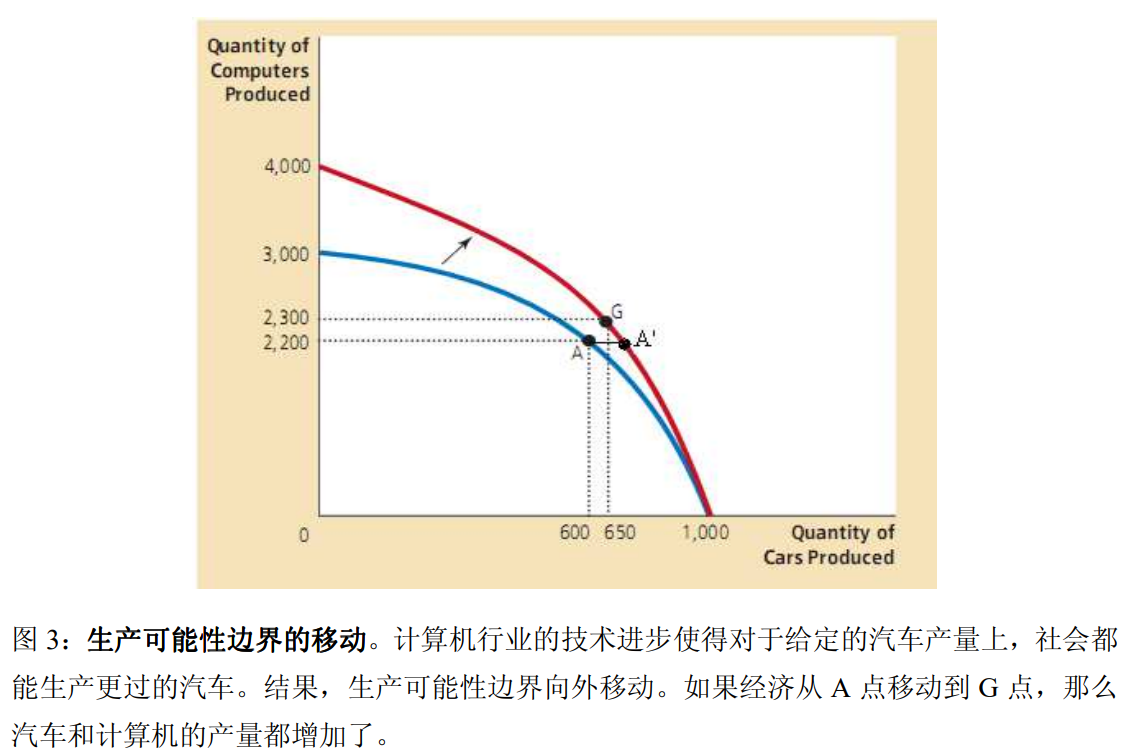 Quantity of
Computers
Produced
4,000
3,000
2,300
2,200
G
A
A'
0
600 650 1,000
Quantity of
Cars Produced
图 3：生产可能性边界的移动。计算机行业的技术进步使得对于给定的汽车产量上，社会都
能生产更过的汽车。结果，生产可能性边界向外移动。如果经济从 A 点移动到 G 点，那么
汽车和计算机的产量都增加了。